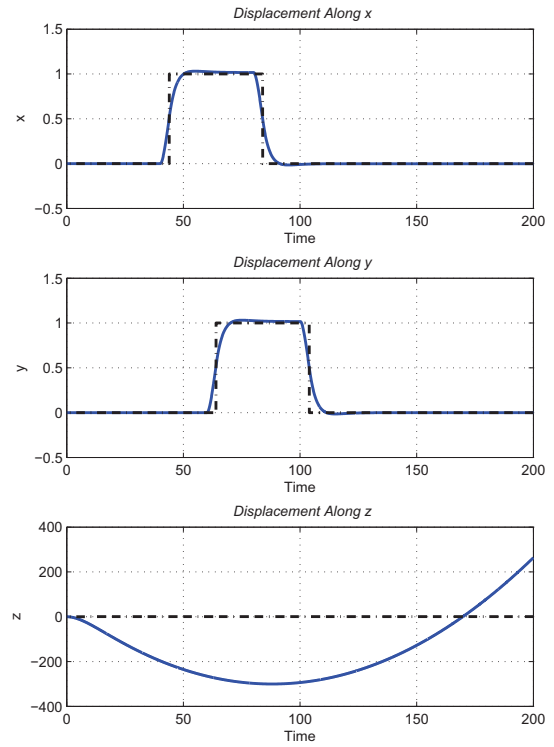 Displacement Along x
1.5
1
0.5
0
−0.5
x
0 50 100 150 200
Time
Displacement Along y
1.5
1
0.5
0
−0.5
y
0 50 100 150 200
Time
Displacement Along z
400
200
0
−200
−400
z
0 50 100 150 200
Time